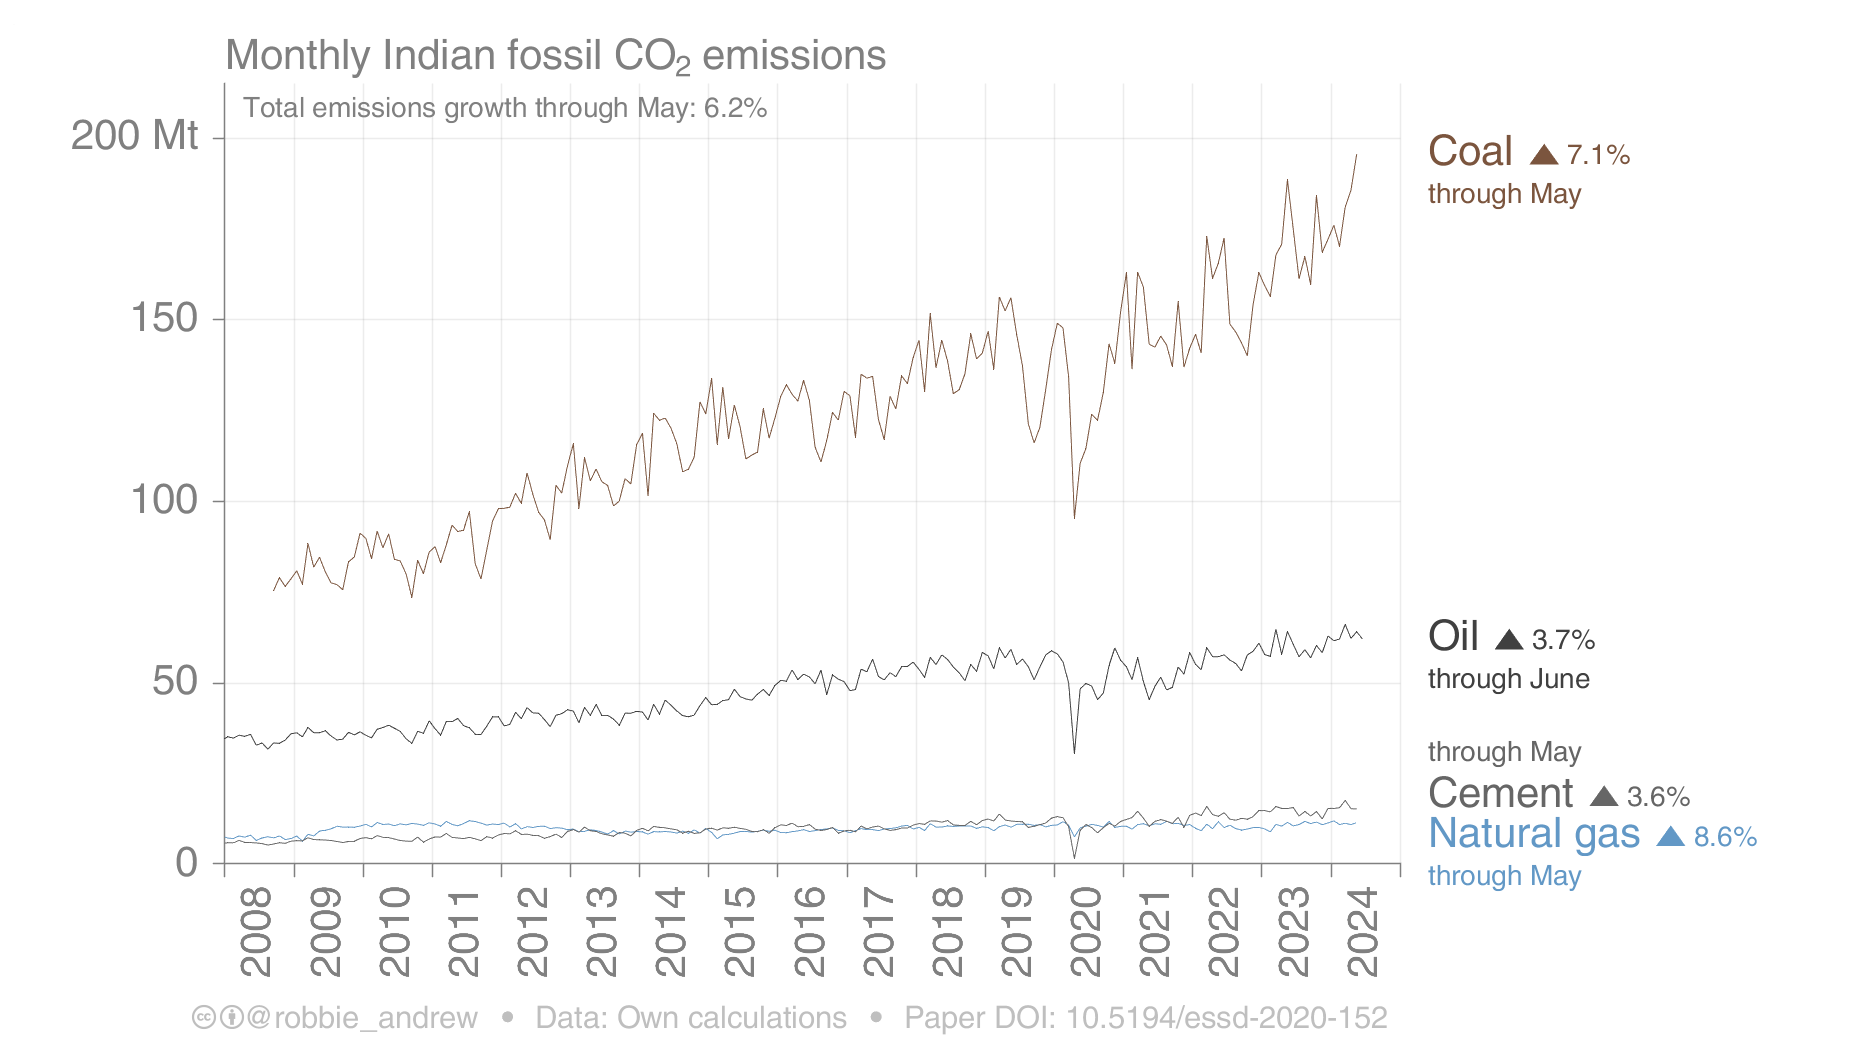 Monthly Indian fossil CO₂ emissions
Total emissions growth through May: 6.2%
200 Mt
150
100
50
0
Coal ▲ 7.1%
through May
Oil ▲ 3.7%
through June
through May
Cement ▲ 3.6%
Natural gas ▲ 8.6%
through May
2008 2009 2010 2011 2012 2013 2014 2015 2016 2017 2018 2019 2020 2021 2022 2023 2024
@robbie_andrew • Data: Own calculations • Paper DOI: 10.5194/essd-2020-152